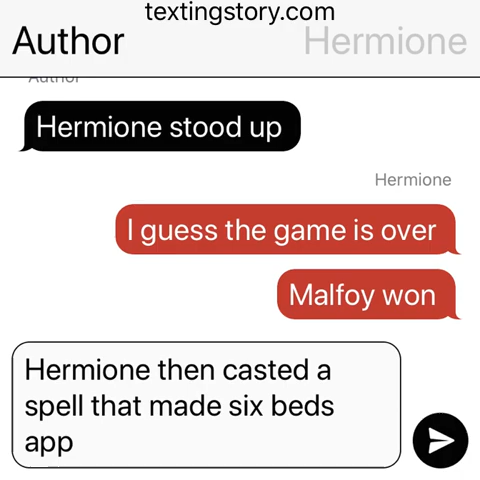 textingstory.com
Author Hermione
Author
Hermione stood up
Hermione
I guess the game is over
Malfoy won
Hermione then casted a
spell that made six beds
app